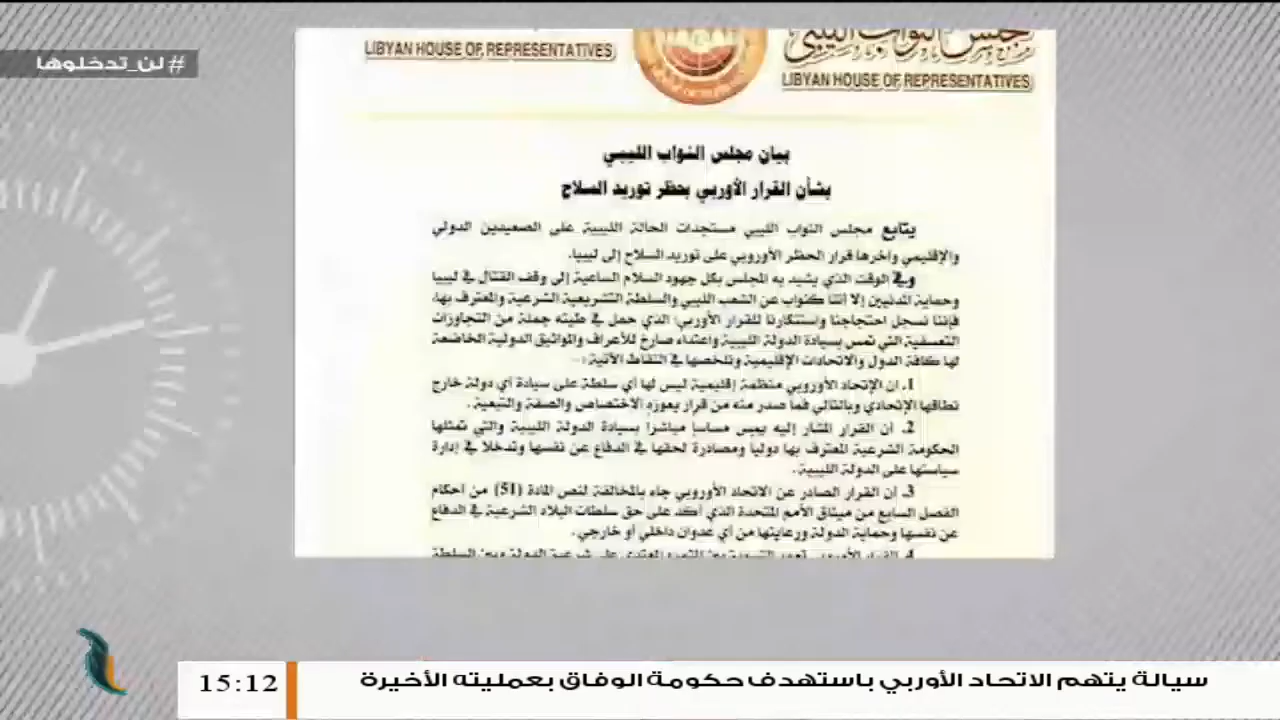 #لن_تدخلوها
مجلس النواب الليبي
LIBYAN HOUSE OF REPRESENTATIVES
LIBYAN HOUSE OF REPRESENTATIVES
بيان مجلس النواب الليبي
بشأن القرار الأوربي بحظر توريد السلاح
يتابع مجلس النواب الليبي مستجدات الحالة الليبية على الصعيدين الدولي
والإقليمي وآخرها قرار الحظر الأوروبي على توريد السلاح إلى ليبيا.
وفي الوقت الذي يشيد به المجلس بكل جهود السلام الساعية إلى وقف القتال في ليبيا
وحماية المدنيين إلا إننا كنواب عن الشعب الليبي والسلطة التشريعية الشرعية والمعترف بها،
فإننا نسجل احتجاجنا واستنكارنا للقرار الأوربي الذي حمل في طيته جملة من التجاوزات
التعسفية التي تمس بسيادة الدولة الليبية واعتداء صارخ للأعراف والمواثيق الدولية الخاضعة
لها كافة الدول والاتحادات الإقليمية ونلخصها في النقاط الآتية :-
1. ان الإتحاد الأوروبي منظمة إقليمية ليس لها أي سلطة على سيادة أي دولة خارج
نطاقها الإتحادي وبالتالي فما صدر منه من قرار يعوزه الاختصاص والصفة والتبعية .
2. أن القرار المشار إليه يمس مساسا مباشرا بسيادة الدولة الليبية والتي تمثلها
الحكومة الشرعية المعترف بها دوليا ومصادرة لحقها في الدفاع عن نفسها وتدخلا في إدارة
سياستها على الدولة الليبية .
3. أن القرار الصادر عن الاتحاد الأوروبي جاء بالمخالفة لنص المادة (51) من أحكام
الفصل السابع من ميثاق الأمم المتحدة الذي أكد على حق سلطات البلاد الشرعية في الدفاع
عن نفسها وحماية الدولة ورعايتها من أي عدوان داخلي أو خارجي.
سيالة يتهم الاتحاد الأوربي باستهدف حكومة الوفاق بعمليته الأخيرة
15:12